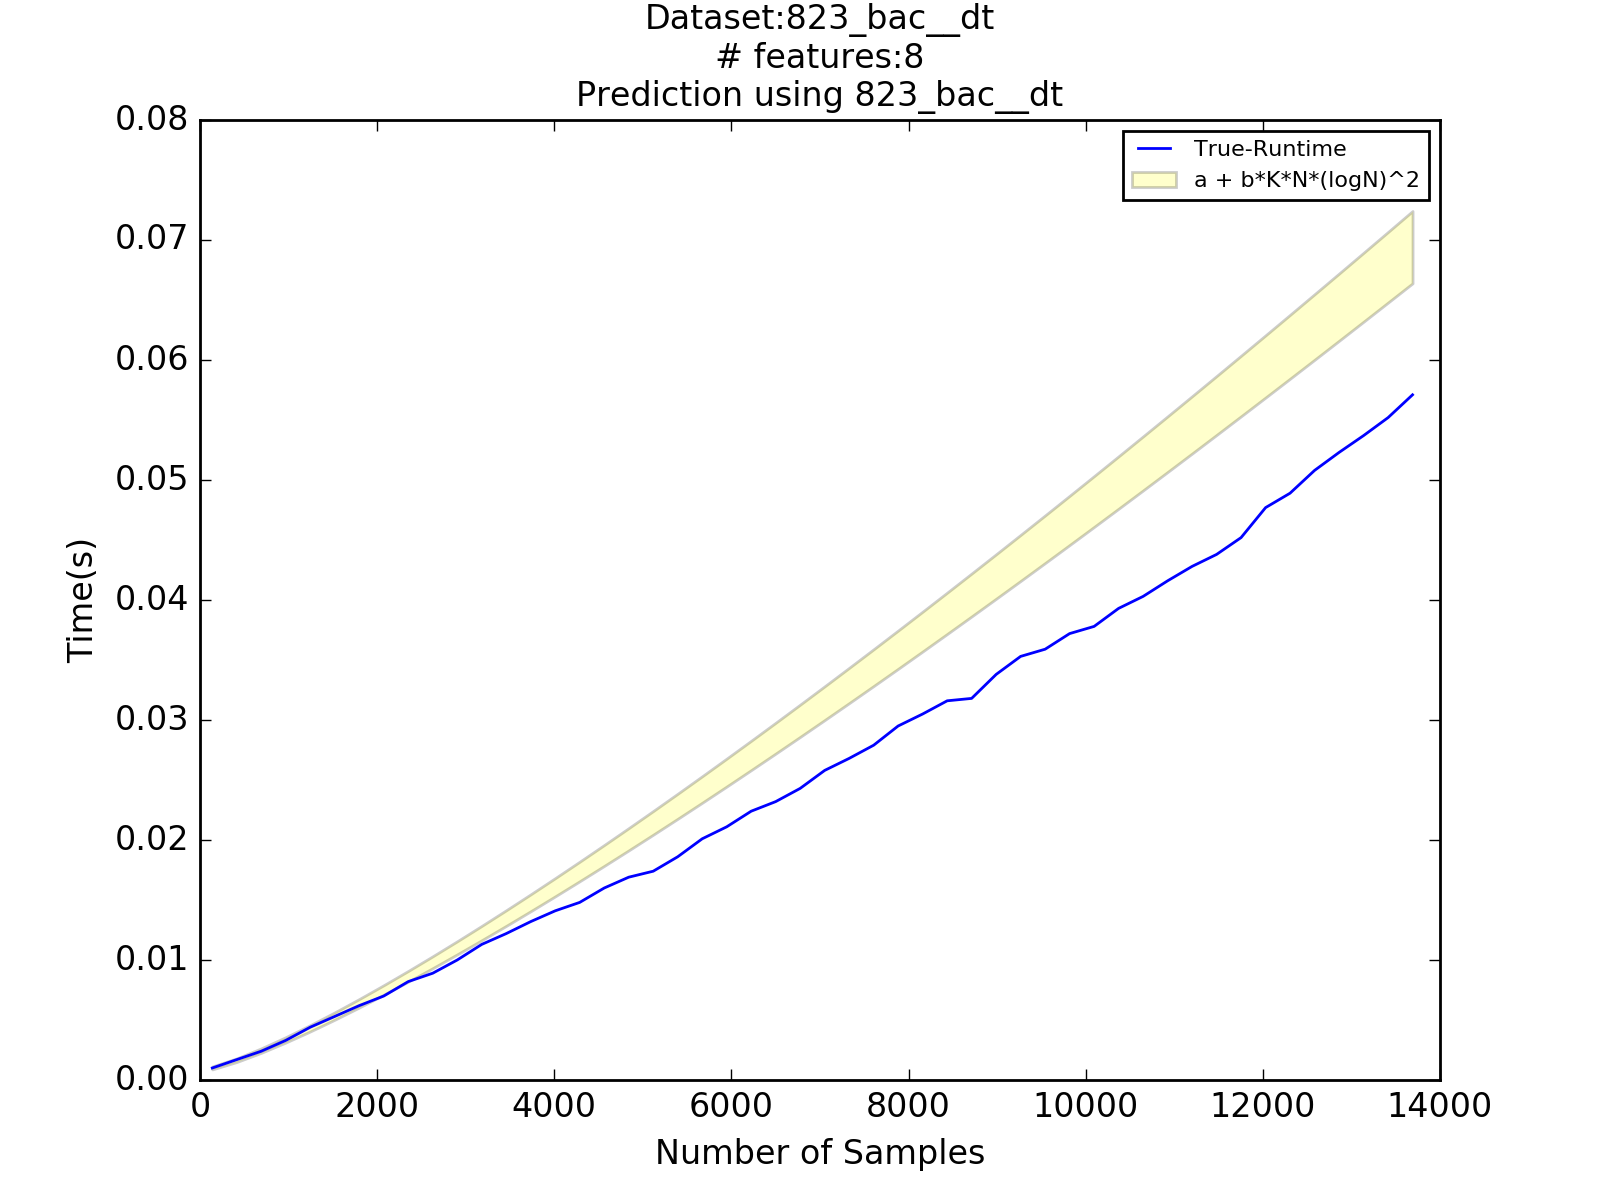 Dataset:823_bac__dt
# features:8
Prediction using 823_bac__dt
True-Runtime
a + b*K*N*(logN)^2
0.08
0.07
0.06
0.05
0.04
0.03
0.02
0.01
0.00
Time(s)
0 2000 4000 6000 8000 10000 12000 14000
Number of Samples